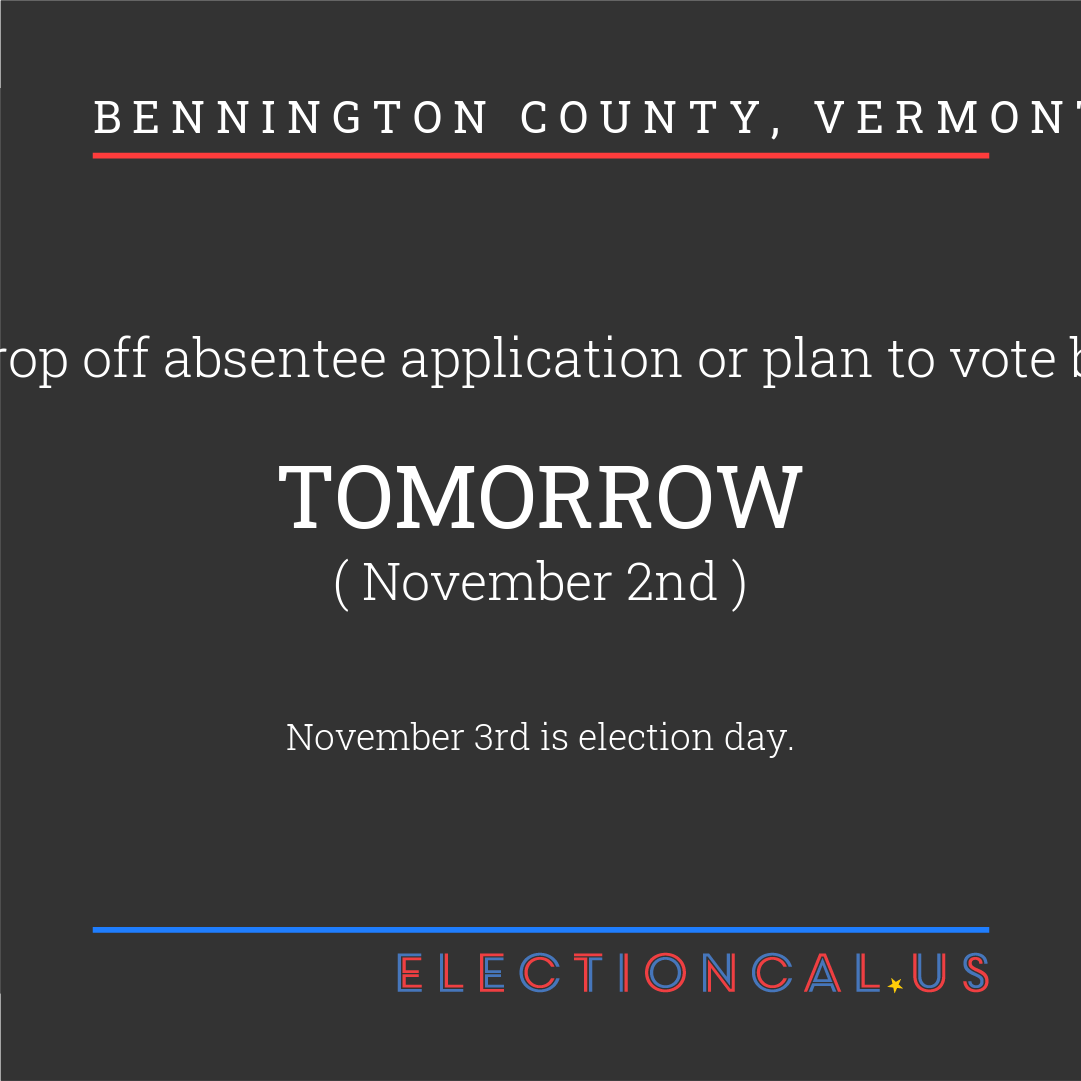 BENNINGTON COUNTY, VERMONT
rop off absentee application or plan to vote b
TOMORROW
( November 2nd )
November 3rd is election day.
ELECTIONCAL.US